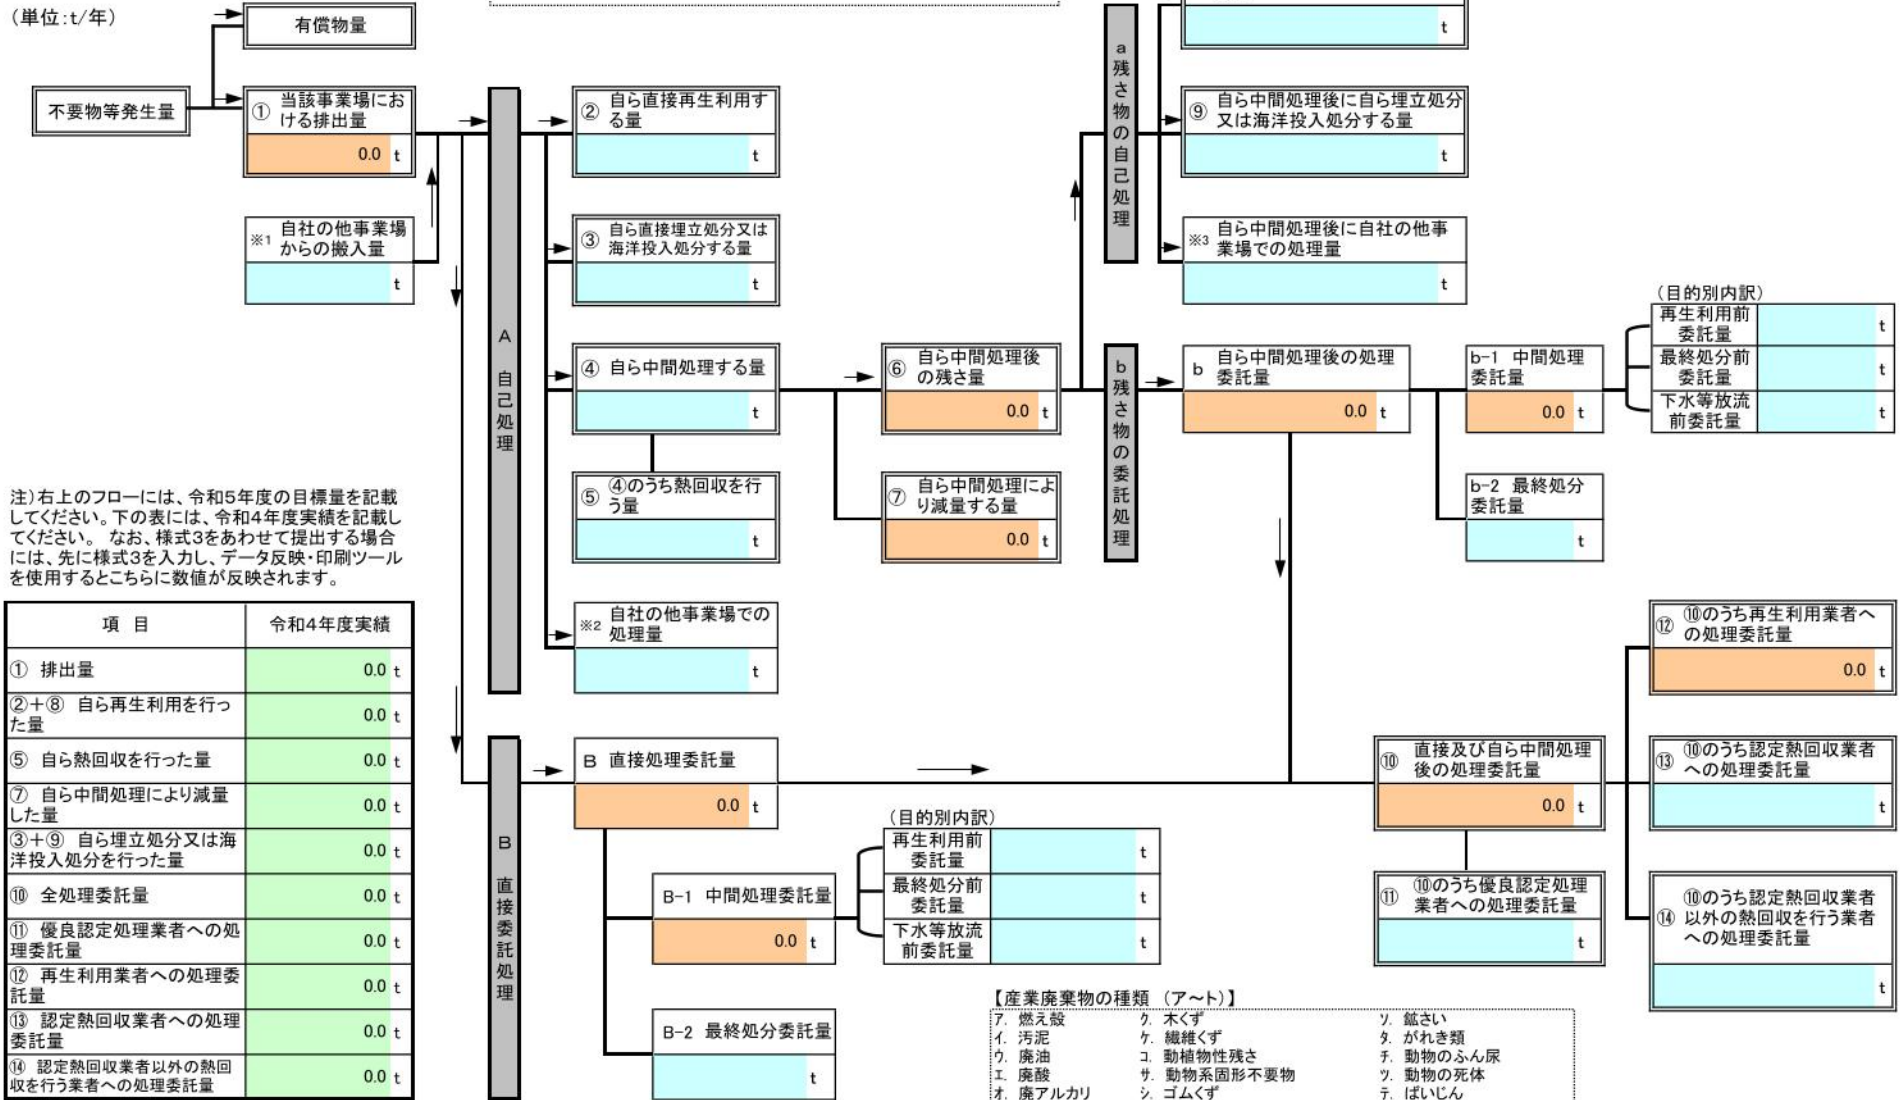 (単位:t/年)
有償物量
不要物等発生量
① 当該事業場にお
ける排出量
0.0 t
※1 自社の他事業場
からの搬入量
t
A 自己処理
② 自ら直接再生利用す
る量
t
③ 自ら直接埋立処分又は
海洋投入処分する量
t
④ 自ら中間処理する量
t
⑤ ④のうち熱回収を行
う量
t
※2 自社の他事業場での
処理量
t
⑥ 自ら中間処理後
の残さ量
0.0 t
⑦ 自ら中間処理によ
り減量する量
0.0 t
a 残さ物の自己処理
t
⑨ 自ら中間処理後に自ら埋立処分
又は海洋投入処分する量
t
※3 自ら中間処理後に自社の他事
業場での処理量
t
b 残さ物の委託処理
b 自ら中間処理後の処理
委託量
0.0 t
b-1 中間処理
委託量
0.0 t
(目的別内訳)
再生利用前
委託量
t
最終処分前
委託量
t
下水等放流
前委託量
t
b-2 最終処分
委託量
t
注)右上のフローには、令和5年度の目標量を記載
してください。下の表には、令和4年度実績を記載し
てください。 なお、様式3をあわせて提出する場合
には、先に様式3を入力し、データ反映・印刷ツール
を使用するとこちらに数値が反映されます。
項 目 令和4年度実績
① 排出量 0.0 t
②+⑧ 自ら再生利用を行っ
た量 0.0 t
⑤ 自ら熱回収を行った量 0.0 t
⑦ 自ら中間処理により減量
した量 0.0 t
③+⑨ 自ら埋立処分又は海
洋投入処分を行った量 0.0 t
⑩ 全処理委託量 0.0 t
⑪ 優良認定処理業者への処
理委託量 0.0 t
⑫ 再生利用業者への処理委
託量 0.0 t
⑬ 認定熱回収業者への処理
委託量 0.0 t
⑭ 認定熱回収業者以外の熱回
収を行う業者への処理委託量 0.0 t
B 直接委託処理
B 直接処理委託量
0.0 t
B-1 中間処理委託量
0.0 t
(目的別内訳)
再生利用前
委託量
t
最終処分前
委託量
t
下水等放流
前委託量
t
B-2 最終処分委託量
t
⑩ 直接及び自ら中間処理
後の処理委託量
0.0 t
⑪ ⑩のうち優良認定処理
業者への処理委託量
t
⑫ ⑩のうち再生利用業者へ
の処理委託量
0.0 t
⑬ ⑩のうち認定熱回収業者
への処理委託量
t
⑭ ⑩のうち認定熱回収業者
以外の熱回収を行う業者
への処理委託量
t
【産業廃棄物の種類 (ア~ト)】
ア. 燃え殻 ク. 木くず ソ. 鉱さい
イ. 汚泥 ケ. 繊維くず タ. がれき類
ウ. 廃油 コ. 動植物性残さ チ. 動物のふん尿
エ. 廃酸 サ. 動物系固形不要物 ツ. 動物の死体
オ. 廃アルカリ シ. ゴムくず テ. ばいじん